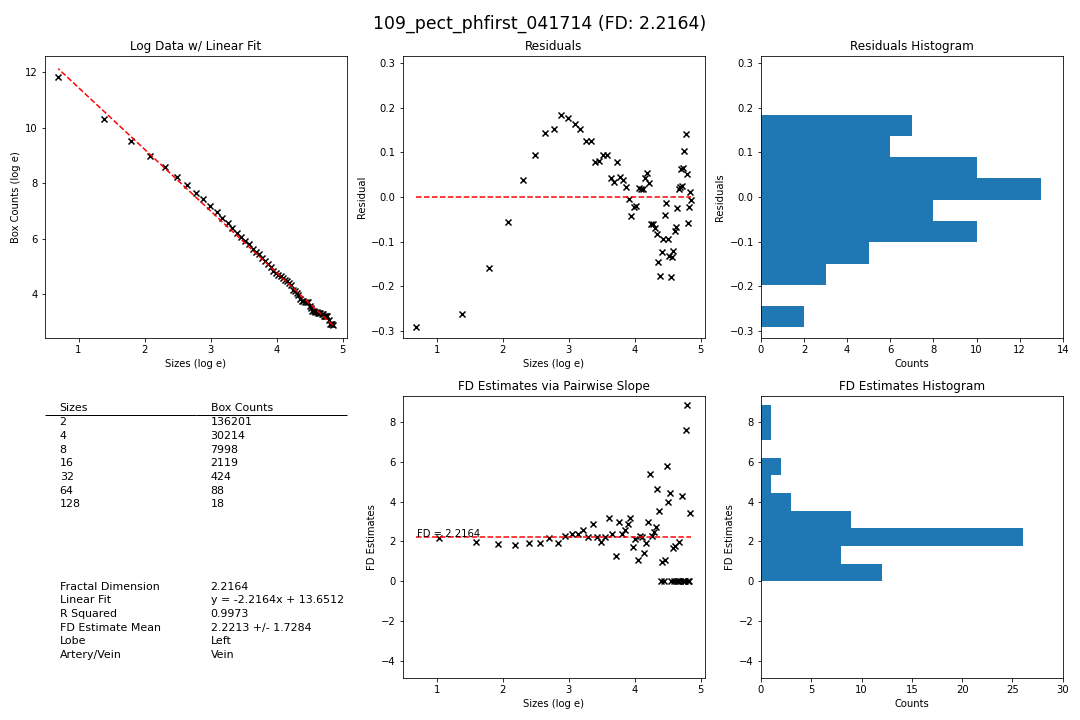 109_pect_phfirst_041714 (FD: 2.2164)
Log Data w/ Linear Fit
12
10
8
6
4
Box Counts (log e)
1 2 3 4 5
Sizes (log e)
Residuals
0.3
0.2
0.1
0.0
−0.1
−0.2
−0.3
Residual
1 2 3 4 5
Sizes (log e)
Residuals Histogram
0.3
0.2
0.1
0.0
−0.1
−0.2
−0.3
Residuals
0 2 4 6 8 10 12 14
Counts
Sizes Box Counts
2 136201
4 30214
8 7998
16 2119
32 424
64 88
128 18
Fractal Dimension 2.2164
Linear Fit y = -2.2164x + 13.6512
R Squared 0.9973
FD Estimate Mean 2.2213 +/- 1.7284
Lobe Left
Artery/Vein Vein
FD Estimates via Pairwise Slope
8
6
4
2
0
−2
−4
FD Estimates
FD = 2.2164
1 2 3 4 5
Sizes (log e)
FD Estimates Histogram
8
6
4
2
0
−2
−4
FD Estimates
0 5 10 15 20 25 30
Counts